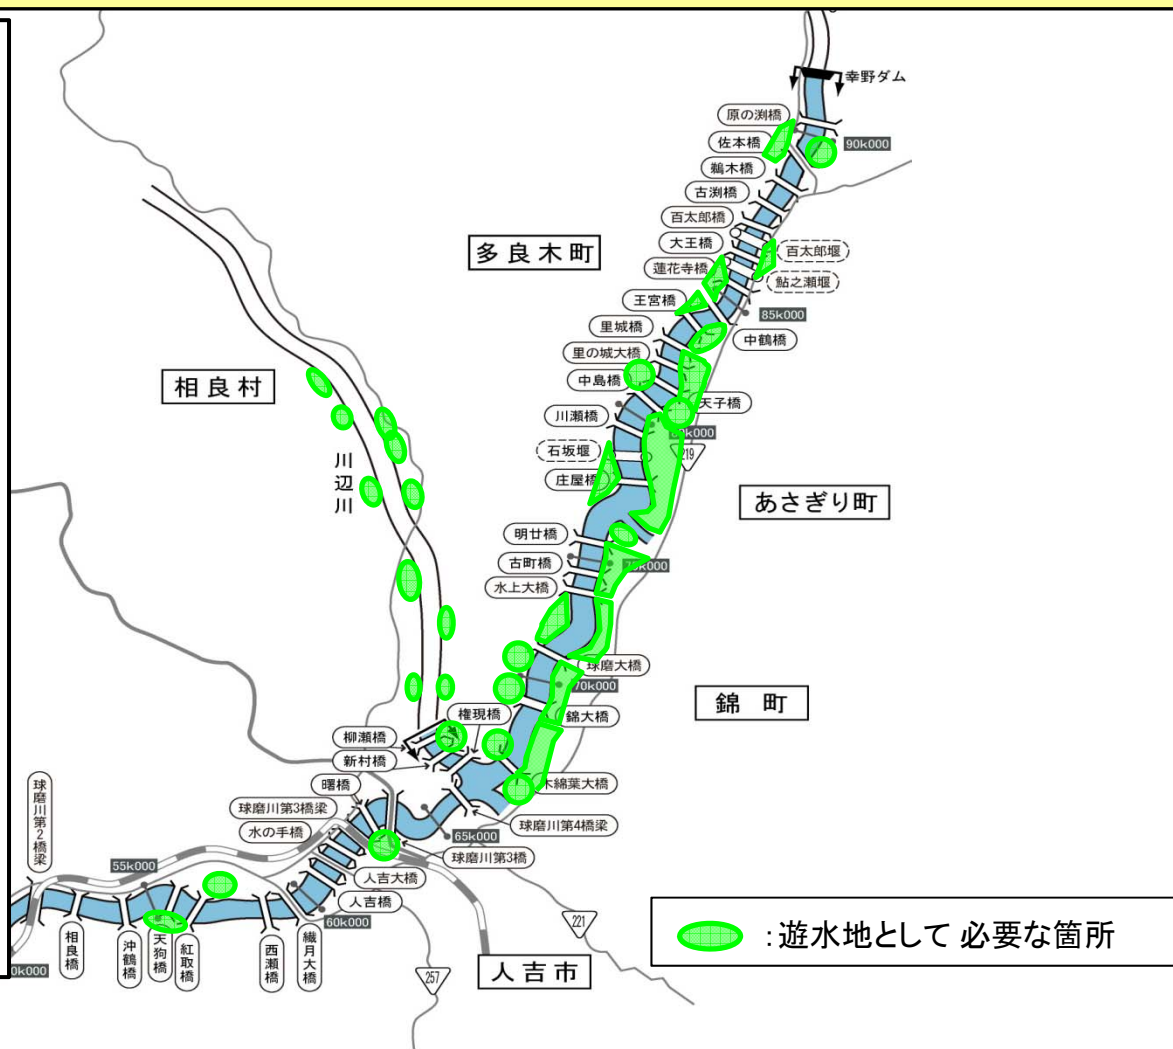 幸野ダム
原の渕橋
佐本橋
90k000
鵜木橋
古渕橋
百太郎橋
多良木町
大王橋
百太郎堰
蓮花寺橋
鮎之瀬堰
王宮橋
85k000
里城橋
中鶴橋
里の城大橋
相良村
中島橋
天子橋
川瀬橋
k000
219
石坂堰
川辺川
庄屋橋
あさぎり町
明廿橋
古町橋
k000
水上大橋
球磨大橋
70k000
錦町
権現橋
錦大橋
柳瀬橋
新村橋
曙橋
木綿葉大橋
球磨川第2橋梁
球磨川第3橋梁
球磨川第4橋梁
水の手橋
65k000
球磨川第3橋
55k000
人吉大橋
人吉橋
60k000
221
:遊水地として 必要な箇所
相良橋
沖鶴橋
天狗橋
紅取橋
西瀬橋
繊月大橋
人吉市
0k000
257